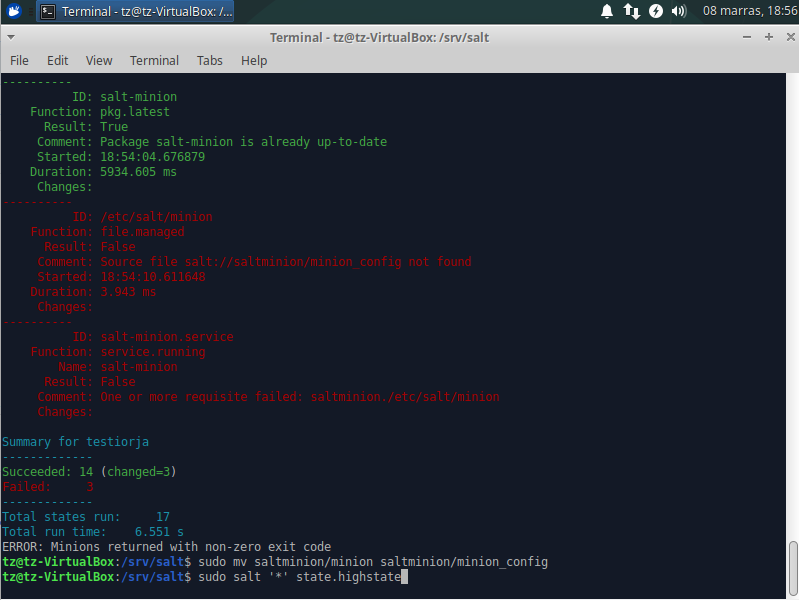 Terminal - tz@tz-VirtualBox: /...
08 marras, 18:56
Terminal - tz@tz-VirtualBox: /srv/salt
File Edit View Terminal Tabs Help
----------
ID: salt-minion
Function: pkg.latest
Result: True
Comment: Package salt-minion is already up-to-date
Started: 18:54:04.676879
Duration: 5934.605 ms
Changes:
----------
ID: /etc/salt/minion
Function: file.managed
Result: False
Comment: Source file salt://saltminion/minion_config not found
Started: 18:54:10.611648
Duration: 3.943 ms
Changes:
----------
ID: salt-minion.service
Function: service.running
Name: salt-minion
Result: False
Comment: One or more requisite failed: saltminion./etc/salt/minion
Changes:
Summary for testiorja
-------------
Succeeded: 14 (changed=3)
Failed: 3
-------------
Total states run: 17
Total run time: 6.551 s
ERROR: Minions returned with non-zero exit code
tz@tz-VirtualBox:/srv/salt$ sudo mv saltminion/minion saltminion/minion_config
tz@tz-VirtualBox:/srv/salt$ sudo salt '*' state.highstate